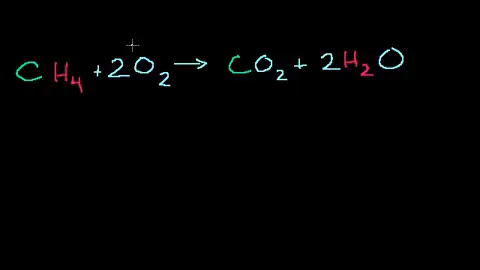 CH₄ + 2O₂ → CO₂ + 2H₂O